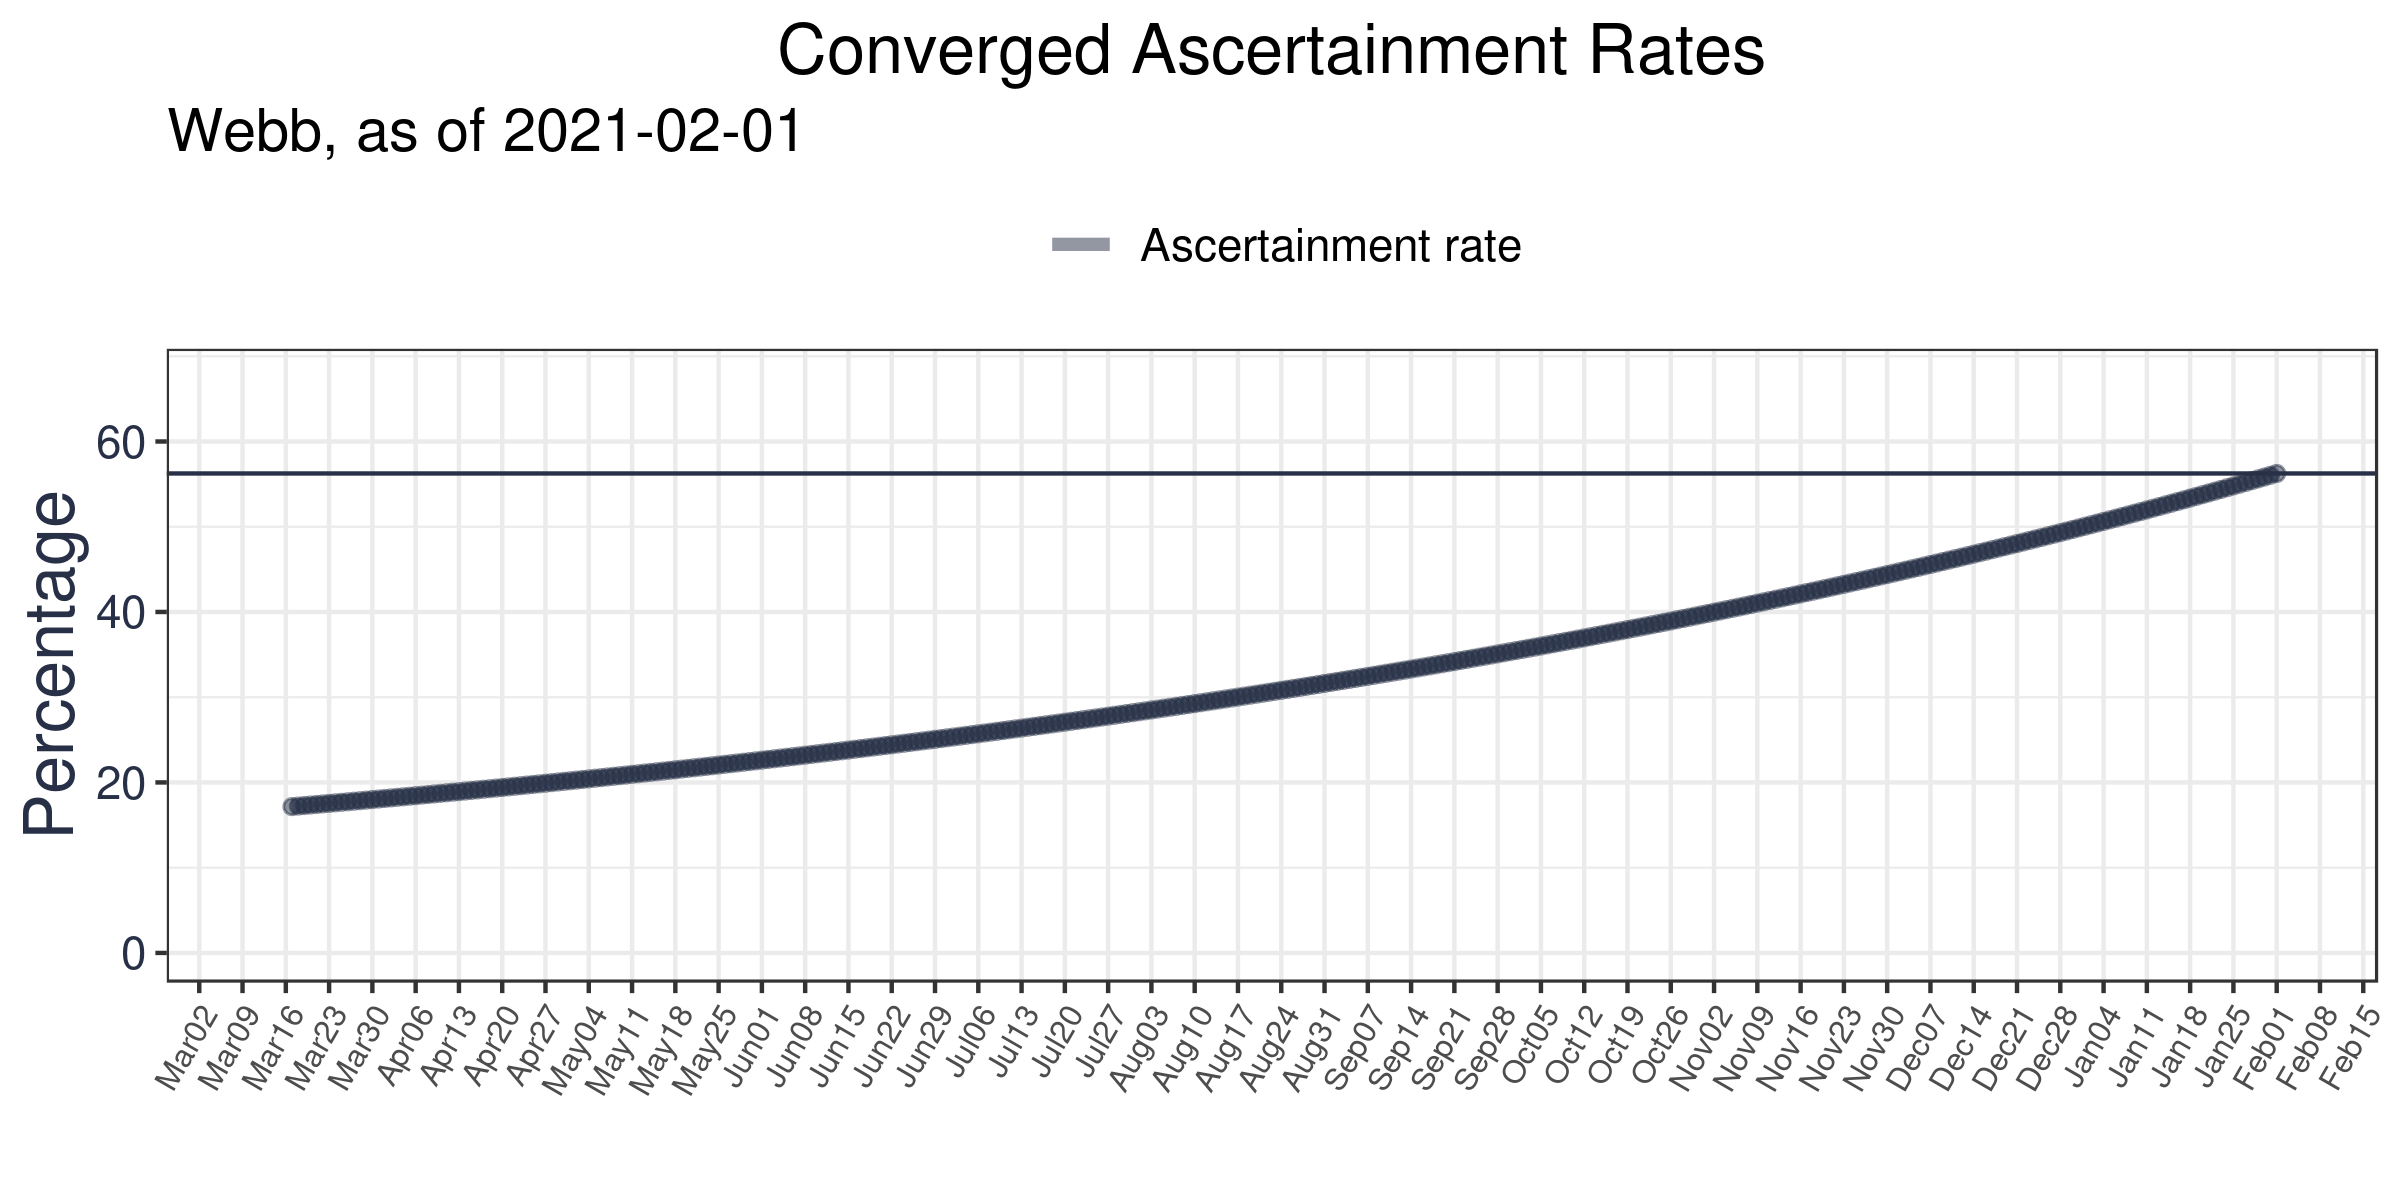 Converged Ascertainment Rates
Webb, as of 2021-02-01
Ascertainment rate
Percentage
60
40
20
0
Mar02 Mar09 Mar16 Mar23 Mar30 Apr06 Apr13 Apr20 Apr27 May04 May11 May18 May25 Jun01 Jun08 Jun15 Jun22 Jun29 Jul06 Jul13 Jul20 Jul27 Aug03 Aug10 Aug17 Aug24 Aug31 Sep07 Sep14 Sep21 Sep28 Oct05 Oct12 Oct19 Oct26 Nov02 Nov09 Nov16 Nov23 Nov30 Dec07 Dec14 Dec21 Dec28 Jan04 Jan11 Jan18 Jan25 Feb01 Feb08 Feb15